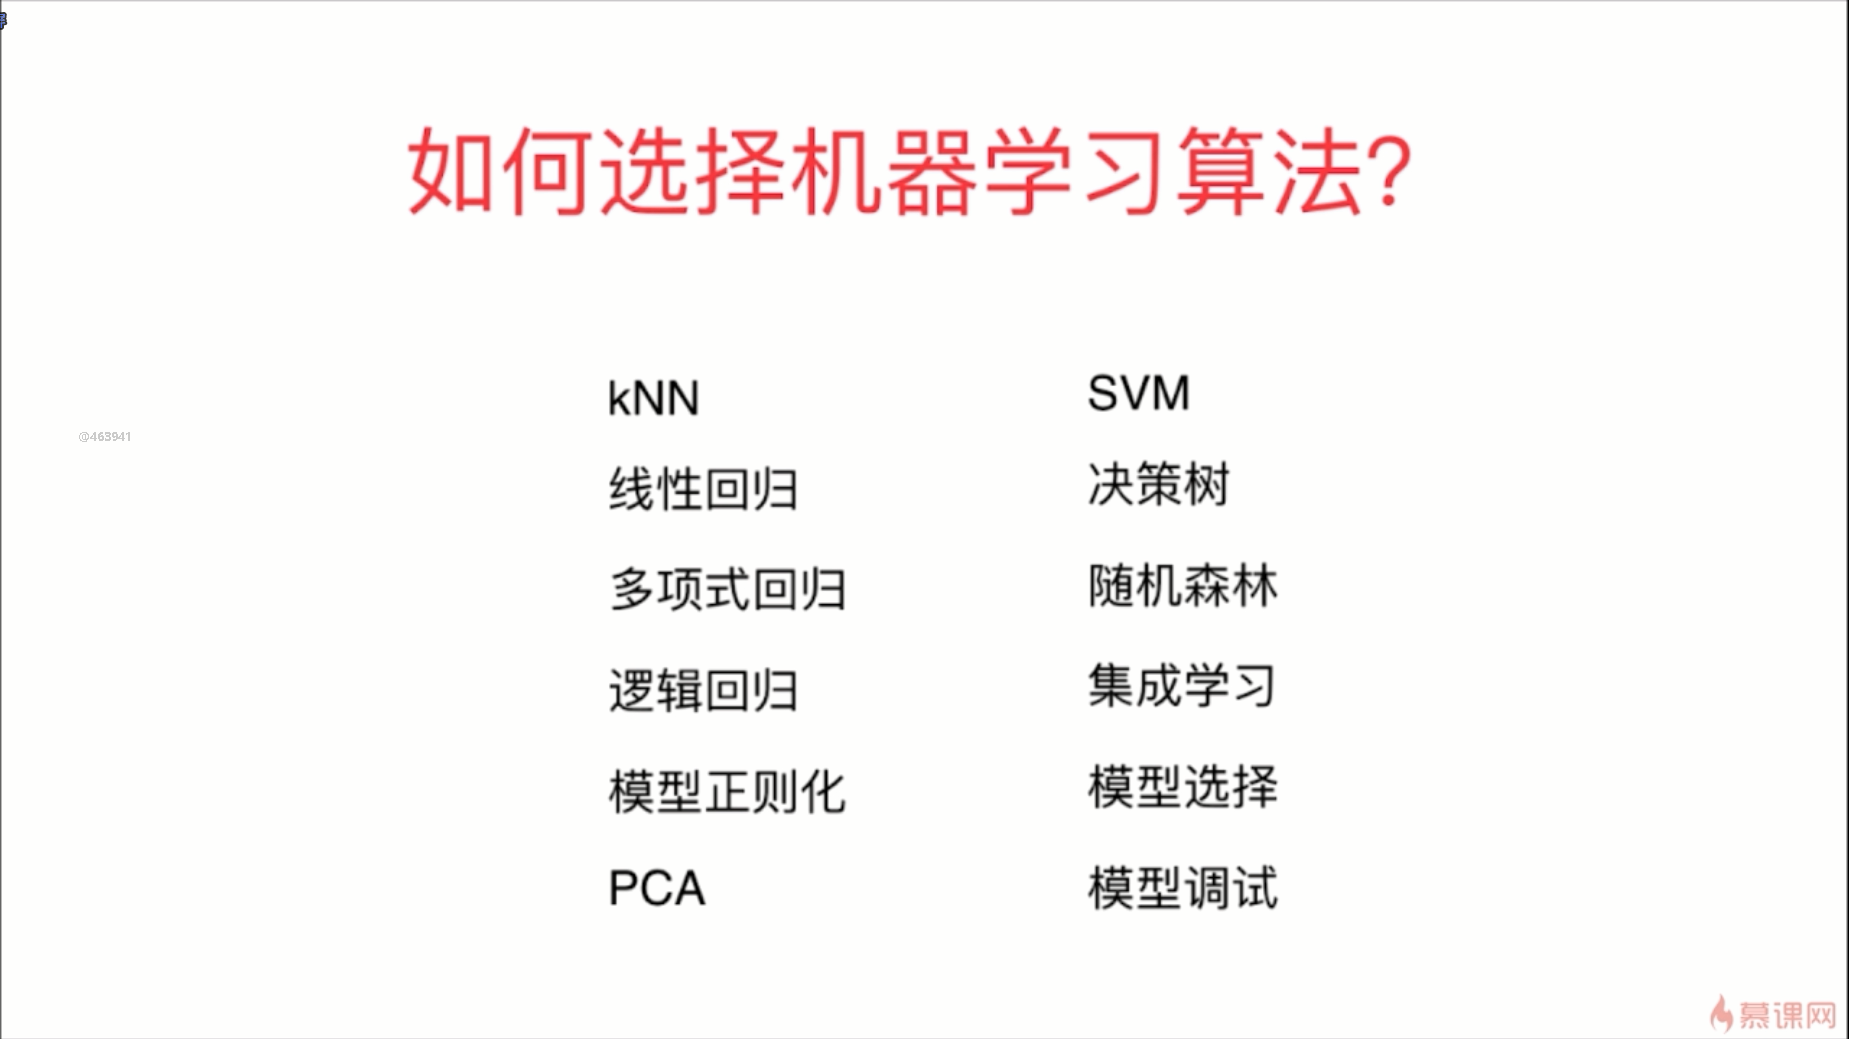 如何选择机器学习算法?
kNN
线性回归
多项式回归
逻辑回归
模型正则化
PCA
SVM
决策树
随机森林
集成学习
模型选择
模型调试
@463941
慕课网